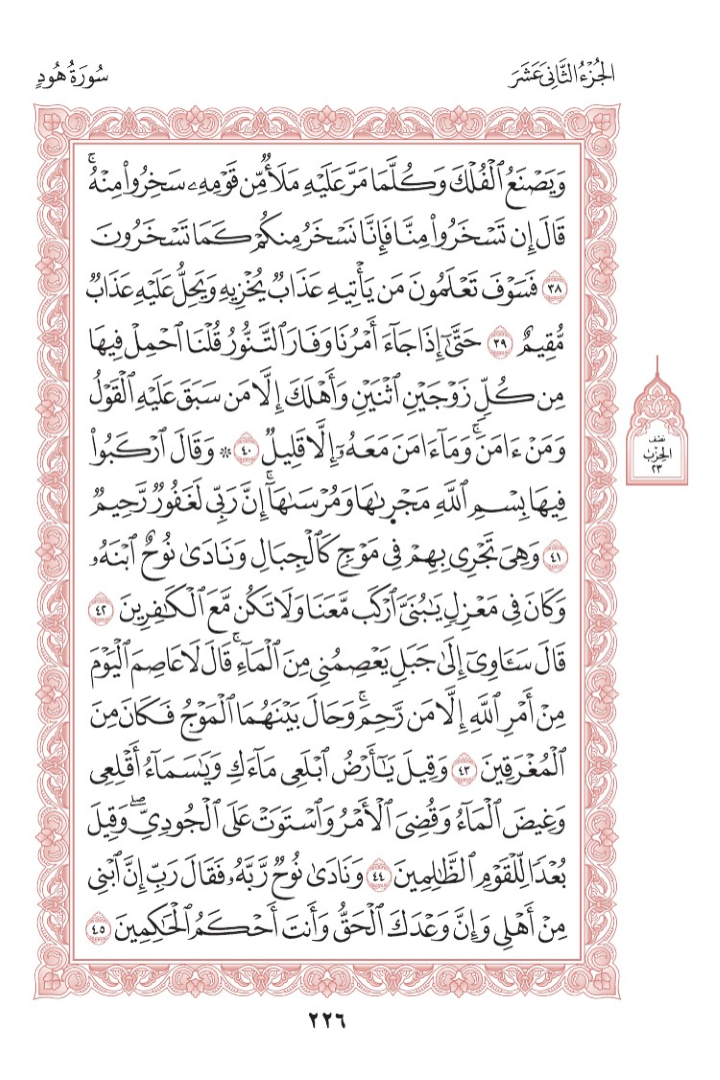 الجُزْءُ الثَّانِي عَشَرَ
سُورَةُ هُودٍ
وَيَصۡنَعُ ٱلۡفُلۡكَ وَكُلَّمَا مَرَّ عَلَيۡهِ مَلَأٞ مِّن قَوۡمِهِۦ سَخِرُواْ مِنۡهُۚ
قَالَ إِن تَسۡخَرُواْ مِنَّا فَإِنَّا نَسۡخَرُ مِنكُمۡ كَمَا تَسۡخَرُونَ
٣٨ فَسَوۡفَ تَعۡلَمُونَ مَن يَأۡتِيهِ عَذَابٞ يُخۡزِيهِ وَيَحِلُّ عَلَيۡهِ عَذَابٞ
مُّقِيمٌ ٣٩ حَتَّىٰٓ إِذَا جَآءَ أَمۡرُنَا وَفَارَ ٱلتَّنُّورُ قُلۡنَا ٱحۡمِلۡ فِيهَا
مِن كُلّٖ زَوۡجَيۡنِ ٱثۡنَيۡنِ وَأَهۡلَكَ إِلَّا مَن سَبَقَ عَلَيۡهِ ٱلۡقَوۡلُ
وَمَنۡ ءَامَنَۚ وَمَآ ءَامَنَ مَعَهُۥٓ إِلَّا قَلِيلٞ ٤٠ ۞ وَقَالَ ٱرۡكَبُواْ
فِيهَا بِسۡمِ ٱللَّهِ مَجۡرٜىٰهَا وَمُرۡسَىٰهَآۚ إِنَّ رَبِّي لَغَفُورٞ رَّحِيمٞ
٤١ وَهِيَ تَجۡرِي بِهِمۡ فِي مَوۡجٖ كَٱلۡجِبَالِ وَنَادَىٰ نُوحٌ ٱبۡنَهُۥ
وَكَانَ فِي مَعۡزِلٖ يَٰبُنَيَّ ٱرۡكَب مَّعَنَا وَلَا تَكُن مَّعَ ٱلۡكَٰفِرِينَ ٤٢
قَالَ سَـَٔاوِيٓ إِلَىٰ جَبَلٖ يَعۡصِمُنِي مِنَ ٱلۡمَآءِۚ قَالَ لَا عَاصِمَ ٱلۡيَوۡمَ
مِنۡ أَمۡرِ ٱللَّهِ إِلَّا مَن رَّحِمَۚ وَحَالَ بَيۡنَهُمَا ٱلۡمَوۡجُ فَكَانَ مِنَ
ٱلۡمُغۡرَقِينَ ٤٣ وَقِيلَ يَٰٓأَرۡضُ ٱبۡلَعِي مَآءَكِ وَيَٰسَمَآءُ أَقۡلِعِي
وَغِيضَ ٱلۡمَآءُ وَقُضِيَ ٱلۡأَمۡرُ وَٱسۡتَوَتۡ عَلَى ٱلۡجُودِيِّۖ وَقِيلَ
بُعۡدٗا لِّلۡقَوۡمِ ٱلظَّٰلِمِينَ ٤٤ وَنَادَىٰ نُوحٞ رَّبَّهُۥ فَقَالَ رَبِّ إِنَّ ٱبۡنِي
مِنۡ أَهۡلِي وَإِنَّ وَعۡدَكَ ٱلۡحَقُّ وَأَنتَ أَحۡكَمُ ٱلۡحَٰكِمِينَ ٤٥
نصف
الحزب
٢٣
٢٢٦